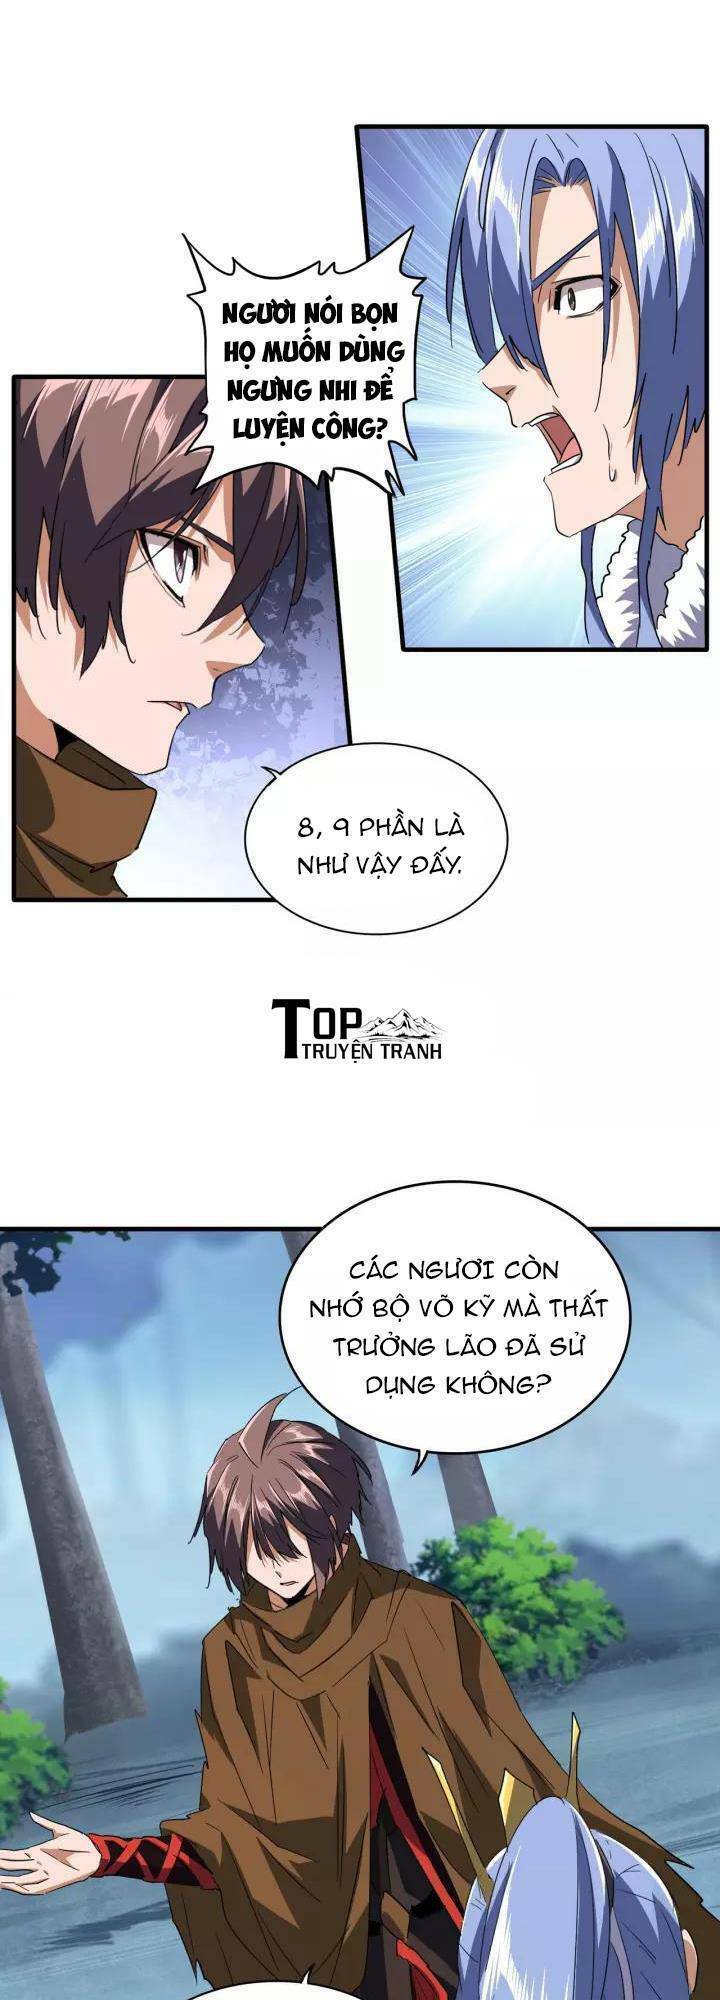 NGƯƠI NÓI BỌN
HỌ MUỐN DÙNG
NGƯNG NHI ĐỂ
LUYỆN CÔNG?
8, 9 PHẦN LÀ
NHƯ VẬY ĐẤY.
TOP
TRUYỆN TRANH
CÁC NGƯƠI CÒN
NHỚ BỘ VÕ KỸ MÀ THẤT
TRƯỞNG LÃO ĐÃ SỬ
DỤNG KHÔNG?